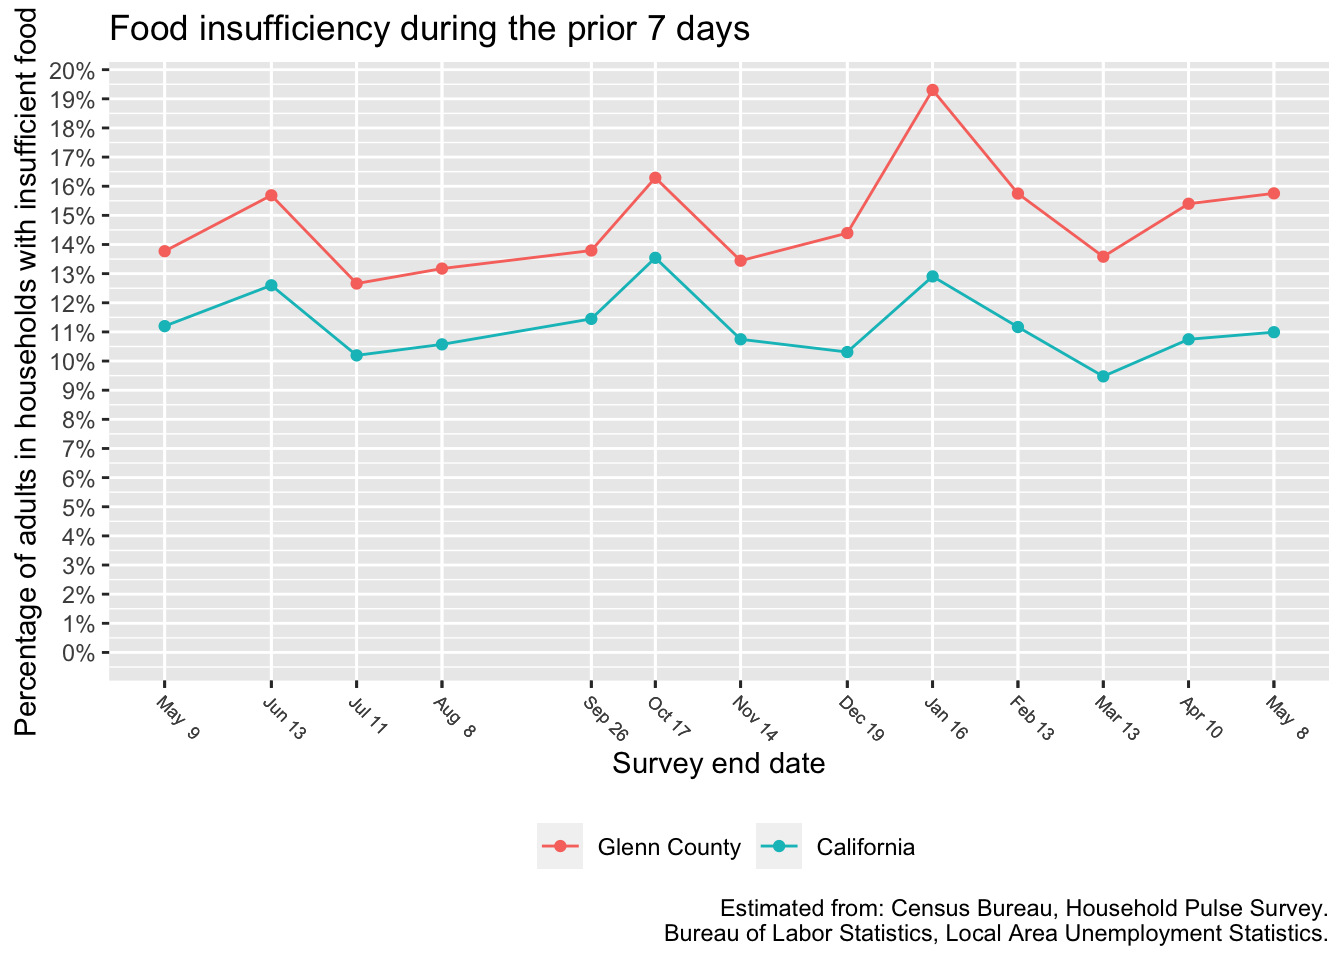 Food insufficiency during the prior 7 days
Percentage of adults in households with insufficient food
20%
19%
18%
17%
16%
15%
14%
13%
12%
11%
10%
9%
8%
7%
6%
5%
4%
3%
2%
1%
0%
May 9
Jun 13
Jul 11
Aug 8
Sep 26
Oct 17
Nov 14
Dec 19
Jan 16
Feb 13
Mar 13
Apr 10
May 8
Survey end date
Glenn County
California
Estimated from: Census Bureau, Household Pulse Survey.
Bureau of Labor Statistics, Local Area Unemployment Statistics.